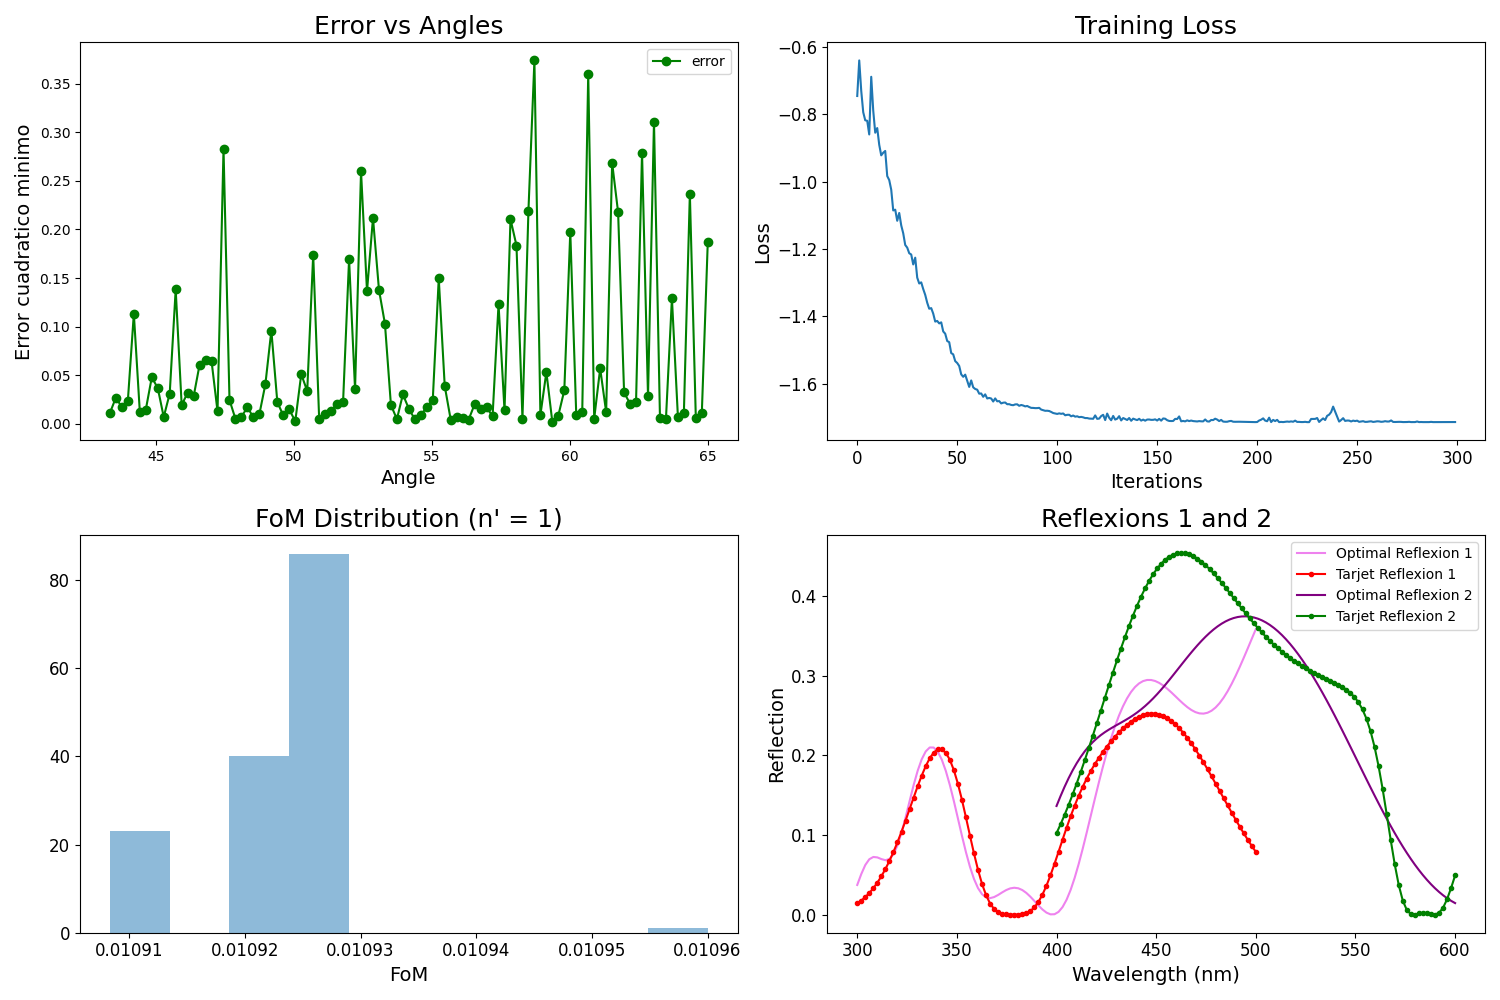 Error vs Angles
Error cuadratico minimo
0.35
0.30
0.25
0.20
0.15
0.10
0.05
0.00
error
45 50 55 60 65
Angle
Training Loss
Loss
−0.6
−0.8
−1.0
−1.2
−1.4
−1.6
0 50 100 150 200 250 300
Iterations
FoM Distribution (n' = 1)
80
60
40
20
0
0.01091 0.01092 0.01093 0.01094 0.01095 0.01096
FoM
Reflexions 1 and 2
Reflection
0.4
0.3
0.2
0.1
0.0
Optimal Reflexion 1
Tarjet Reflexion 1
Optimal Reflexion 2
Tarjet Reflexion 2
300 350 400 450 500 550 600
Wavelength (nm)